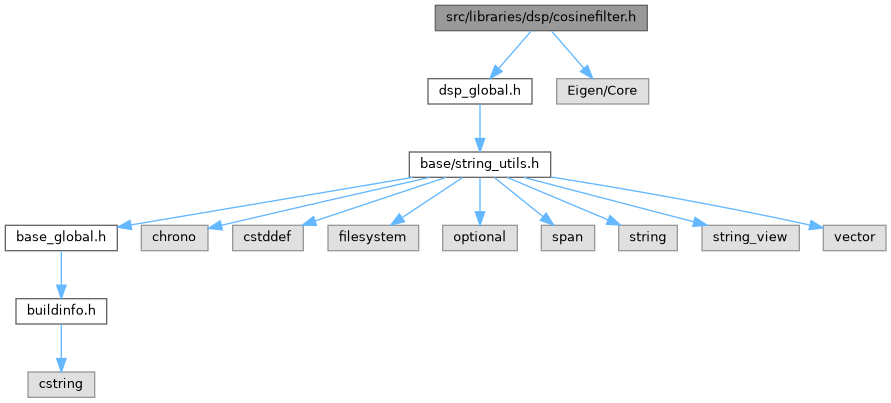 src/libraries/dsp/cosinefilter.h
dsp_global.h
Eigen/Core
base/string_utils.h
base_global.h
chrono
cstddef
filesystem
optional
span
string
string_view
vector
buildinfo.h
cstring